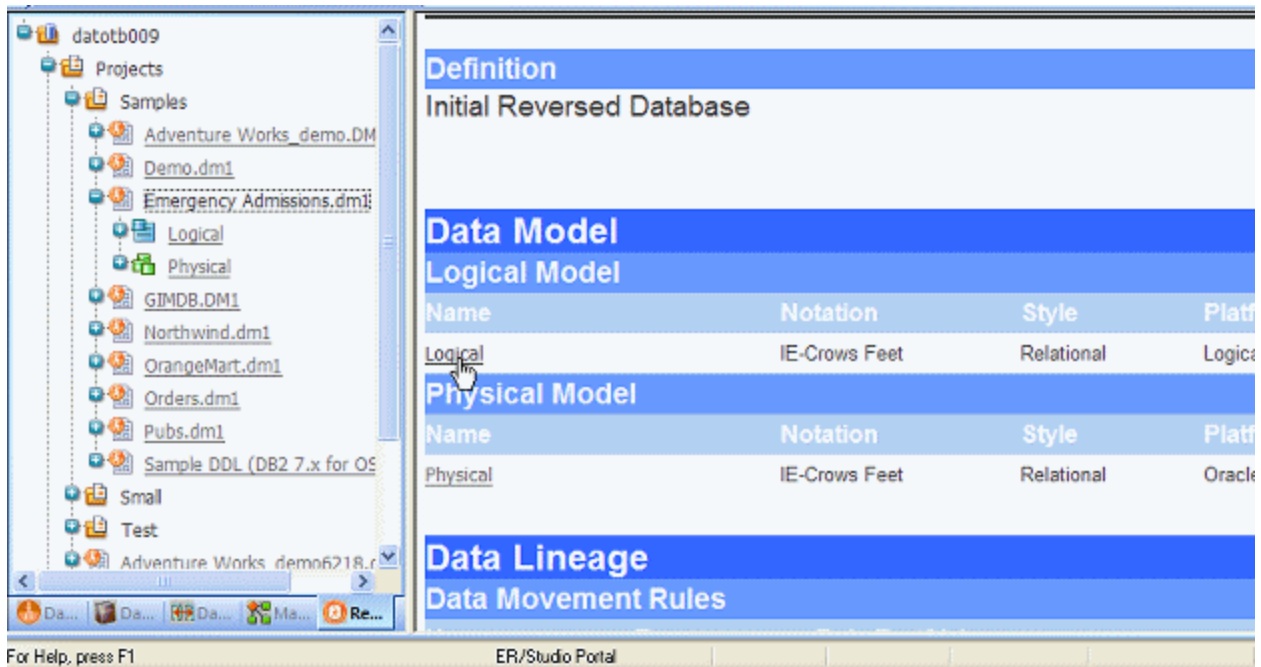 datotb009
Projects
Samples
Adventure Works_demo.DM
Demo.dm1
Emergency Admissions.dm1
Logical
Physical
GIMDB.DM1
Northwind.dm1
OrangeMart.dm1
Orders.dm1
Pubs.dm1
Sample DDL (DB2 7.x for OS
Small
Test
Adventure Works_demo6218.
Da... Da... Da... Ma... Re...
Definition
Initial Reversed Database
Data Model
Logical Model
Name Notation Style Platf
Logical IE-Crows Feet Relational Logica
Physical Model
Name Notation Style Platf
Physical IE-Crows Feet Relational Oracle
Data Lineage
Data Movement Rules
For Help, press F1 ER/Studio Portal